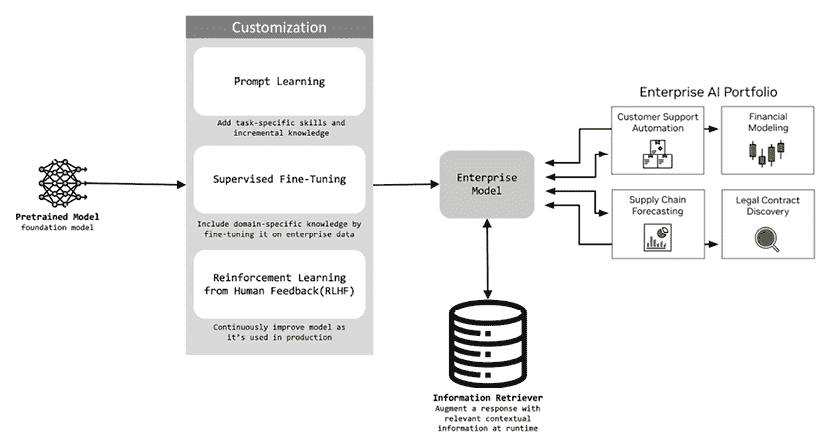 Customization
Prompt Learning
Add task-specific skills and
incremental knowledge
Supervised Fine-Tuning
Include domain-specific knowledge by
fine-tuning it on enterprise data
Reinforcement Learning
from Human Feedback(RLHF)
Continuously improve model as
it's used in production
Pretrained Model
foundation model
Enterprise
Model
Information Retriever
Augment a response with
relevant contextual
information at runtime
Enterprise AI Portfolio
Customer Support
Automation
Financial
Modeling
Supply Chain
Forecasting
Legal Contract
Discovery